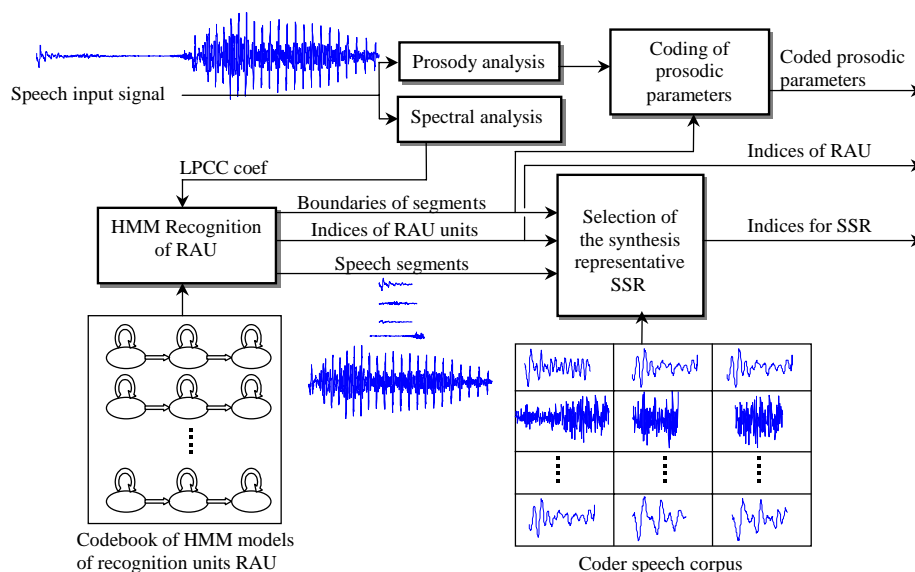 Prosody analysis
Coding of
prosodic
parameters
Coded prosodic
parameters
Speech input signal
Spectral analysis
LPCC coef
Indices of RAU
HMM Recognition
of RAU
Boundaries of segments
Indices of RAU units
Speech segments
Selection of
the synthesis
representative
SSR
Indices for SSR
Codebook of HMM models
of recognition units RAU
Coder speech corpus